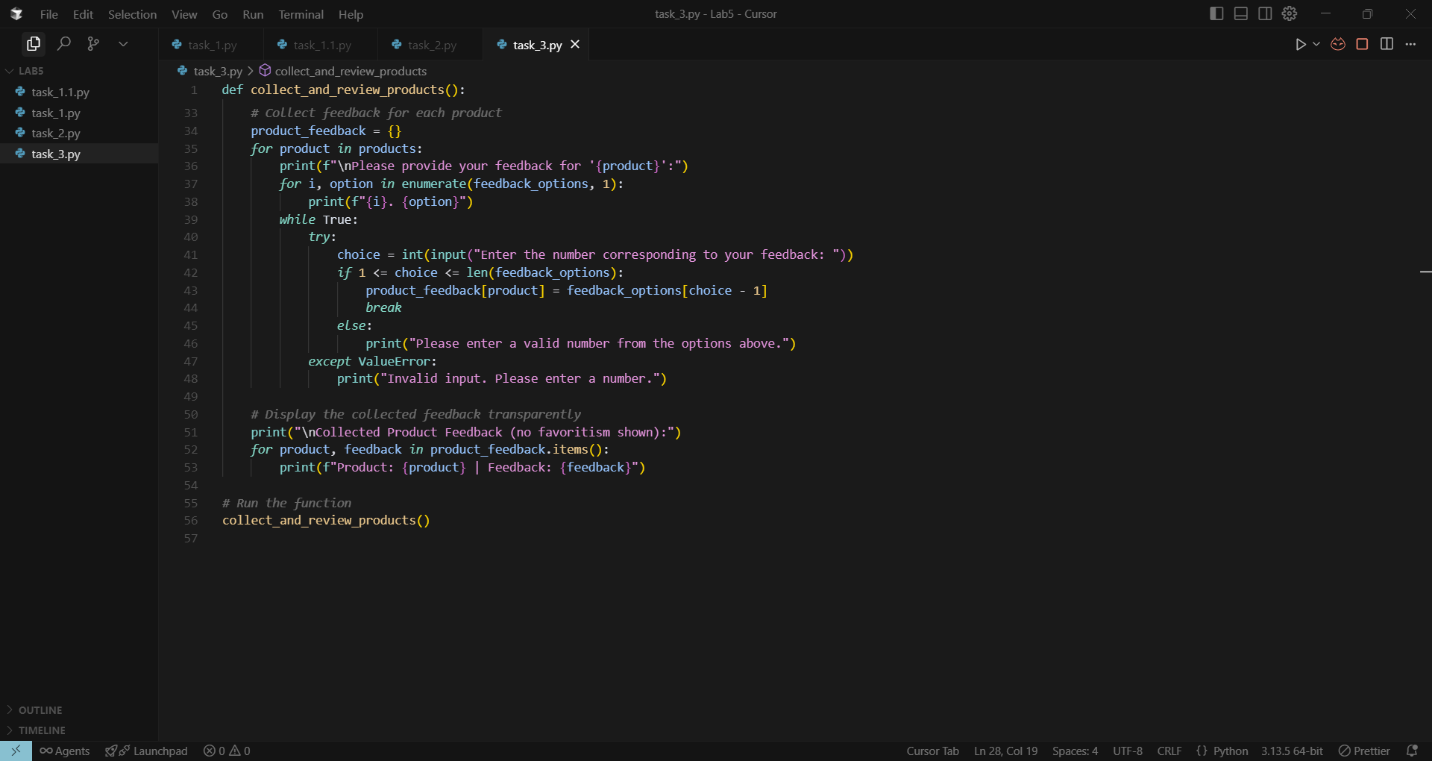 File Edit Selection View Go Run Terminal Help
task_3.py - Lab5 - Cursor
task_1.py
task_1.1.py
task_2.py
task_3.py
LAB5
task_1.1.py
task_1.py
task_2.py
task_3.py
task_3.py > collect_and_review_products
1 def collect_and_review_products():
33 # Collect feedback for each product
34 product_feedback = {}
35 for product in products:
36 print(f"\nPlease provide your feedback for '{product}':")
37 for i, option in enumerate(feedback_options, 1):
38 print(f"{i}. {option}")
39 while True:
40 try:
41 choice = int(input("Enter the number corresponding to your feedback: "))
42 if 1 <= choice <= len(feedback_options):
43 product_feedback[product] = feedback_options[choice - 1]
44 break
45 else:
46 print("Please enter a valid number from the options above.")
47 except ValueError:
48 print("Invalid input. Please enter a number.")
49
50 # Display the collected feedback transparently
51 print("\nCollected Product Feedback (no favoritism shown):")
52 for product, feedback in product_feedback.items():
53 print(f"Product: {product} | Feedback: {feedback}")
54
55 # Run the function
56 collect_and_review_products()
57
OUTLINE
TIMELINE
Agents Launchpad 0 0 Cursor Tab Ln 28, Col 19 Spaces: 4 UTF-8 CRLF {} Python 3.13.5 64-bit Prettier